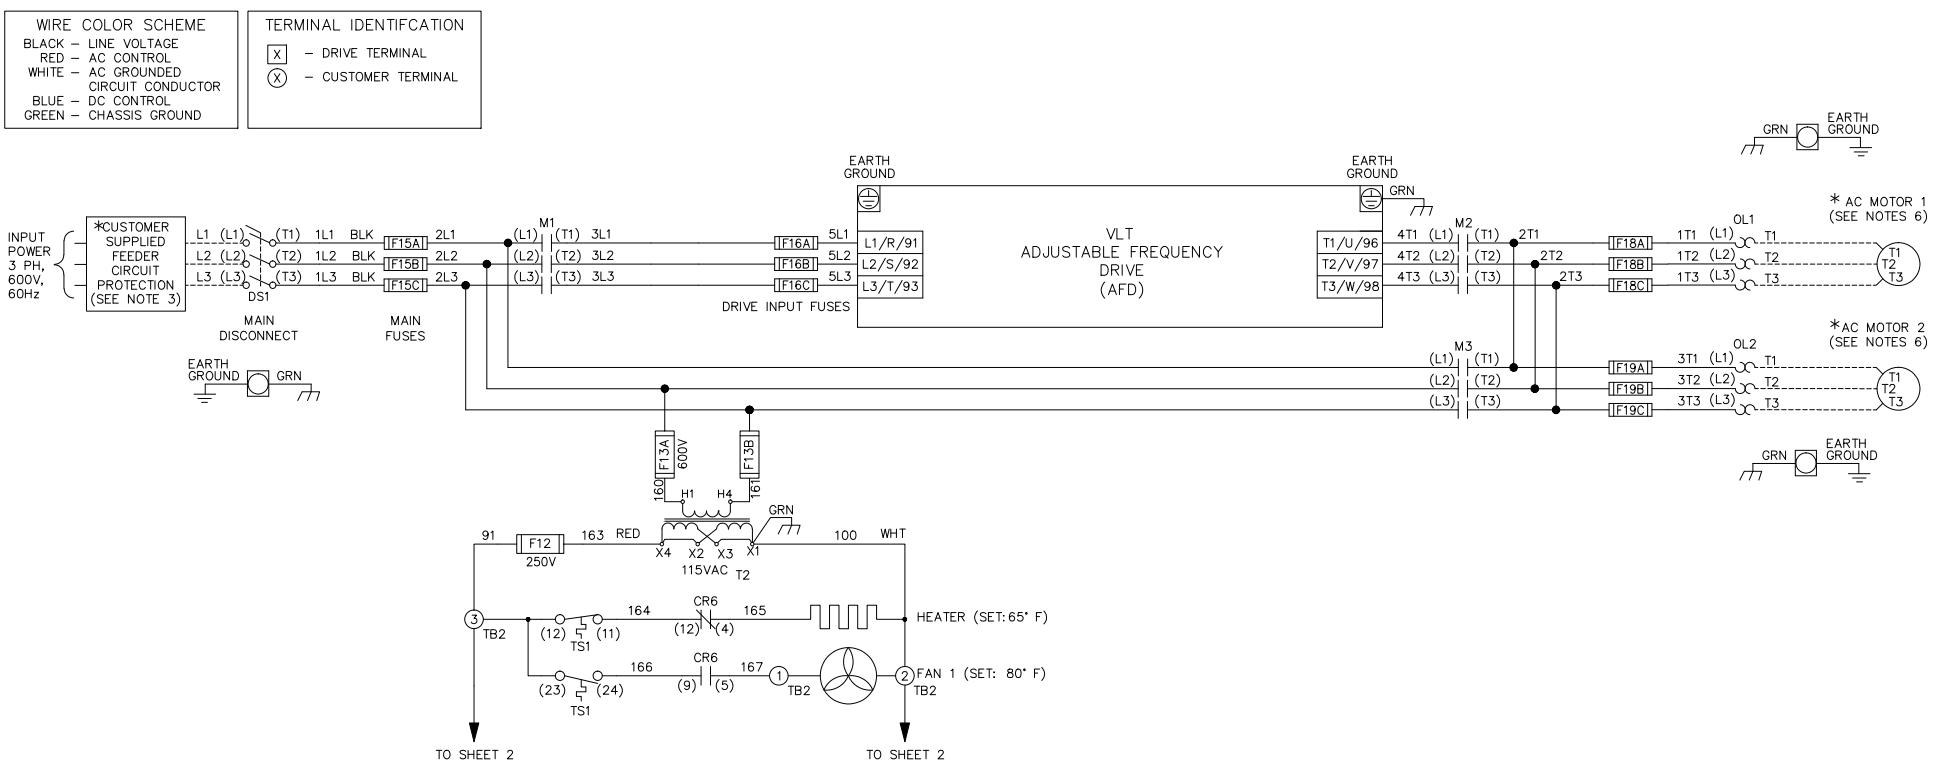 WIRE COLOR SCHEME
BLACK – LINE VOLTAGE
RED – AC CONTROL
WHITE – AC GROUNDED
CIRCUIT CONDUCTOR
BLUE – DC CONTROL
GREEN – CHASSIS GROUND
TERMINAL IDENTIFCATION
X – DRIVE TERMINAL
X – CUSTOMER TERMINAL
GRN
EARTH
GROUND
EARTH
GROUND
EARTH
GROUND
GRN
INPUT
POWER
3 PH,
600V,
60Hz
*CUSTOMER
SUPPLIED
FEEDER
CIRCUIT
PROTECTION
(SEE NOTE 3)
L1 (L1) (T1) 1L1 BLK F15A 2L1 (L1) M1 (T1) 3L1 F16A 5L1 L1/R/91
L2 (L2) (T2) 1L2 BLK F15B 2L2 (L2) (T2) 3L2 F16B 5L2 L2/S/92
L3 (L3) (T3) 1L3 BLK F15C 2L3 (L3) (T3) 3L3 F16C 5L3 L3/T/93
DS1
MAIN
DISCONNECT
MAIN
FUSES
DRIVE INPUT FUSES
VLT
ADJUSTABLE FREQUENCY
DRIVE
(AFD)
T1/U/96 4T1 (L1) M2 (T1) 2T1 F18A 1T1 (L1) OL1 T1
T2/V/97 4T2 (L2) (T2) 2T2 F18B 1T2 (L2) T2
T3/W/98 4T3 (L3) (T3) 2T3 F18C 1T3 (L3) T3
* AC MOTOR 1
(SEE NOTES 6)
T1
T2
T3
EARTH
GROUND
GRN
M3
(L1) (T1) F19A 3T1 (L1) OL2 T1
(L2) (T2) F19B 3T2 (L2) T2
(L3) (T3) F19C 3T3 (L3) T3
*AC MOTOR 2
(SEE NOTES 6)
T1
T2
T3
GRN
EARTH
GROUND
F13A
600V
F13B
160
H1
H4
161
GRN
91
F12
250V
163
RED
X4
X2
X3
X1
100
WHT
115VAC
T2
3
TB2
(12)
TS1
(11)
164
CR6
(12)
(4)
165
HEATER (SET: 65° F)
(23)
TS1
(24)
166
CR6
(9)
(5)
167
1
TB2
2
TB2
FAN 1 (SET: 80° F)
TO SHEET 2
TO SHEET 2